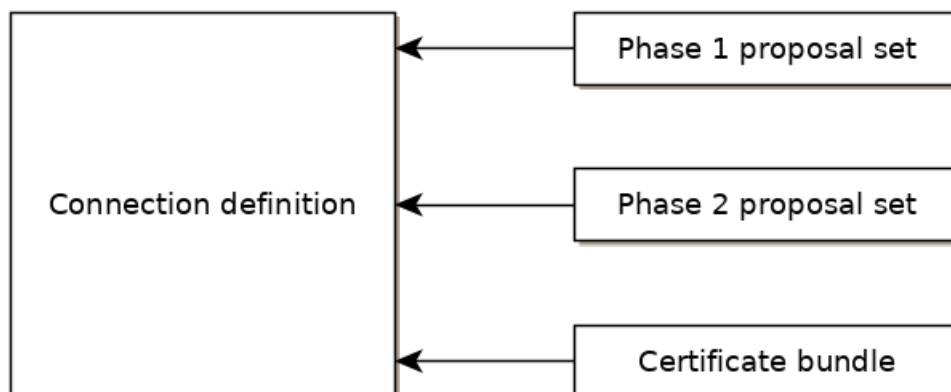 Phase 1 proposal set
Connection definition
Phase 2 proposal set
Certificate bundle